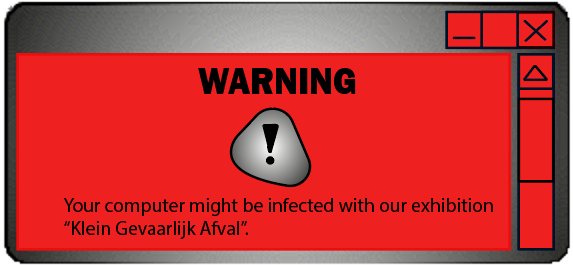 WARNING
!
Your computer might be infected with our exhibition
“Klein Gevaarlijk Afval”.